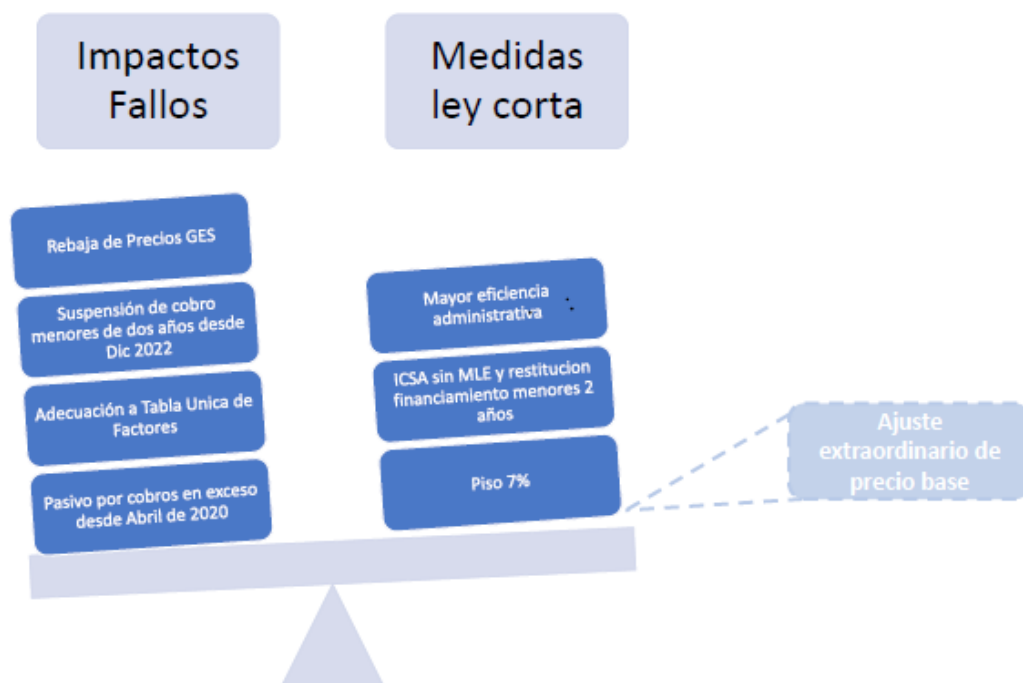 Impactos
Fallos
Medidas
ley corta
Rebaja de Precios GES
Suspensión de cobro
menores de dos años desde
Dic 2022
Adecuación a Tabla Unica de
Factores
Pasivo por cobros en exceso
desde Abril de 2020
Mayor eficiencia
administrativa
ICSA sin MLE y restitucion
financiamiento menores 2
años
Piso 7%
Ajuste
extraordinario de
precio base